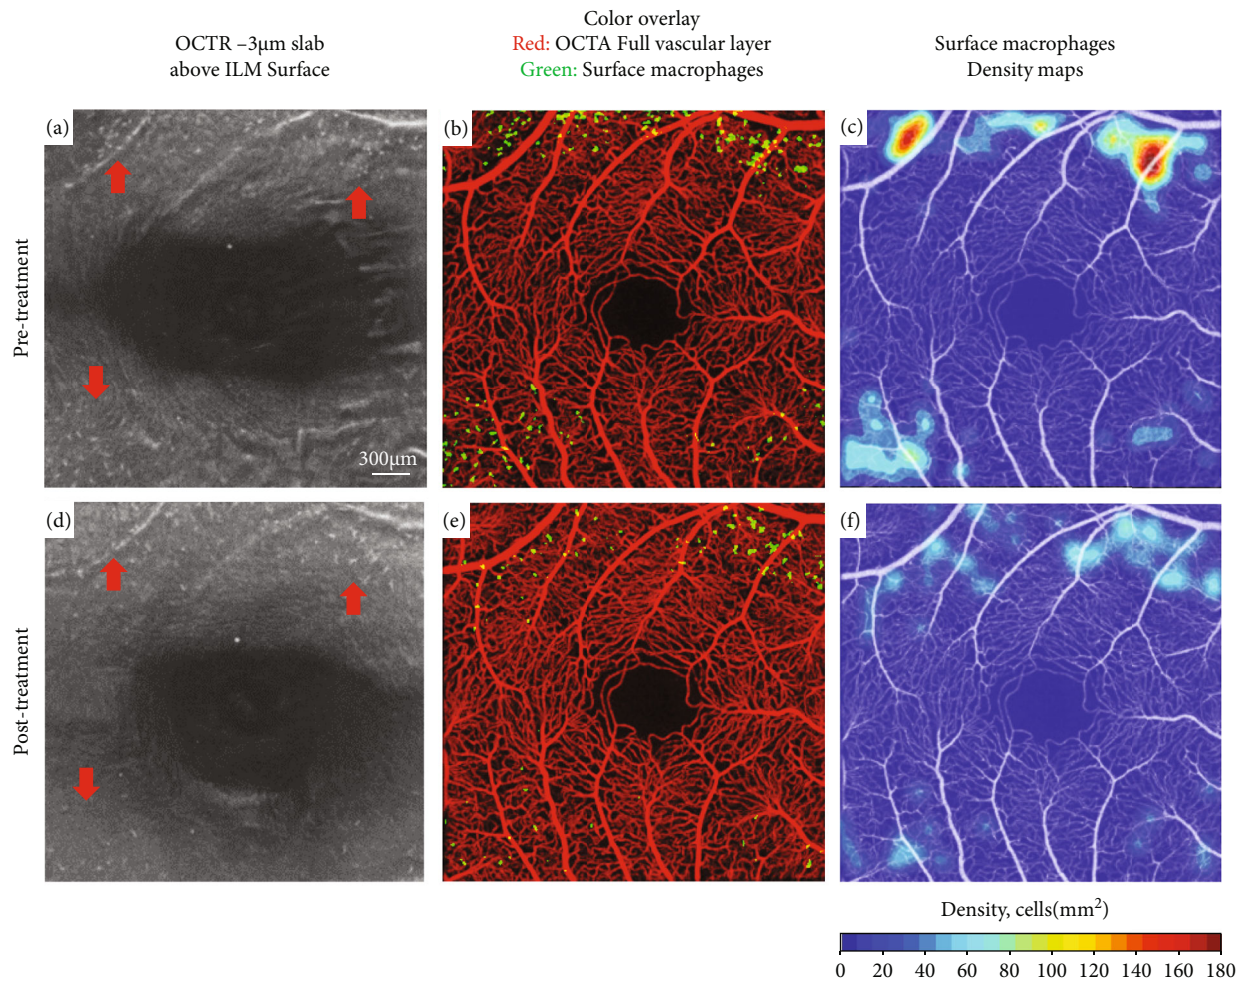 OCTR –3µm slab
above ILM Surface
Color overlay
Red: OCTA Full vascular layer
Green: Surface macrophages
Surface macrophages
Density maps
Pre-treatment
(a)
300µm
(b)
(c)
Post-treatment
(d)
(e)
(f)
Density, cells(mm²)
0 20 40 60 80 100 120 140 160 180